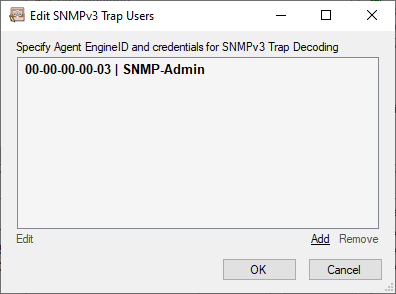 Edit SNMPv3 Trap Users
Specify Agent EngineID and credentials for SNMPv3 Trap Decoding
00-00-00-00-03 | SNMP-Admin
Edit Add Remove
OK Cancel